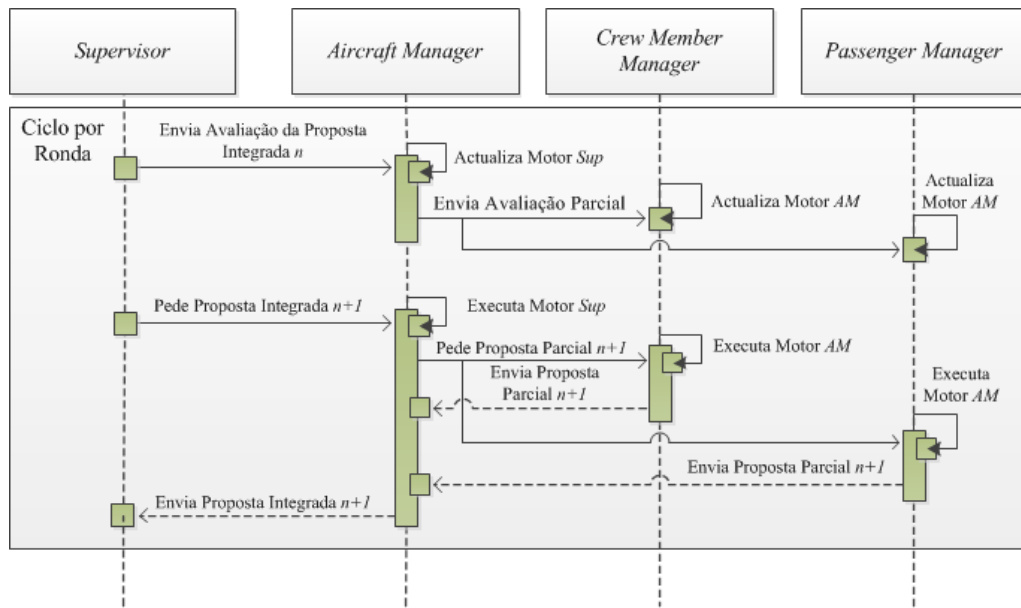 Supervisor
Aircraft Manager
Crew Member
Manager
Passenger Manager
Ciclo por
Ronda
Envia Avaliação da Proposta
Integrada n
Actualiza Motor Sup
Envia Avaliação Parcial
Actualiza Motor AM
Actualiza
Motor AM
Pede Proposta Integrada n+1
Executa Motor Sup
Pede Proposta Parcial n+1
Executa Motor AM
Envia Proposta
Parcial n+1
Executa
Motor AM
Envia Proposta Parcial n+1
Envia Proposta Integrada n+1